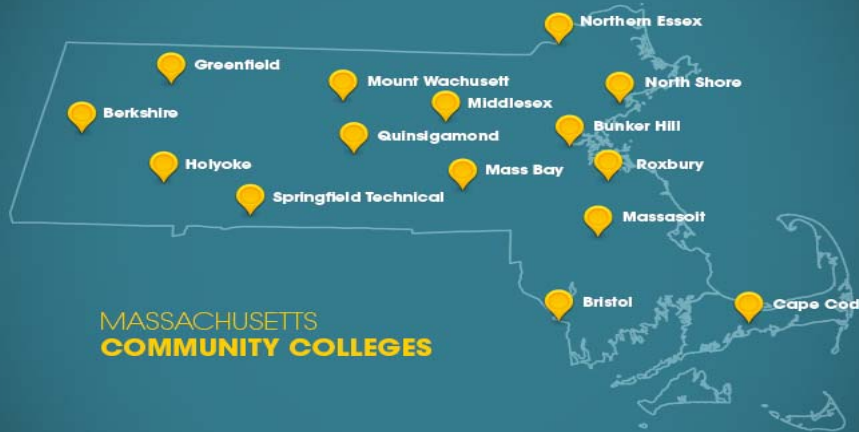 Northern Essex
Greenfield
Mount Wachusett
North Shore
Middlesex
Berkshire
Bunker Hill
Quinsigamond
Holyoke
Mass Bay
Roxbury
Springfield Technical
Massasoit
Bristol
Cape Cod
MASSACHUSETTS
COMMUNITY COLLEGES